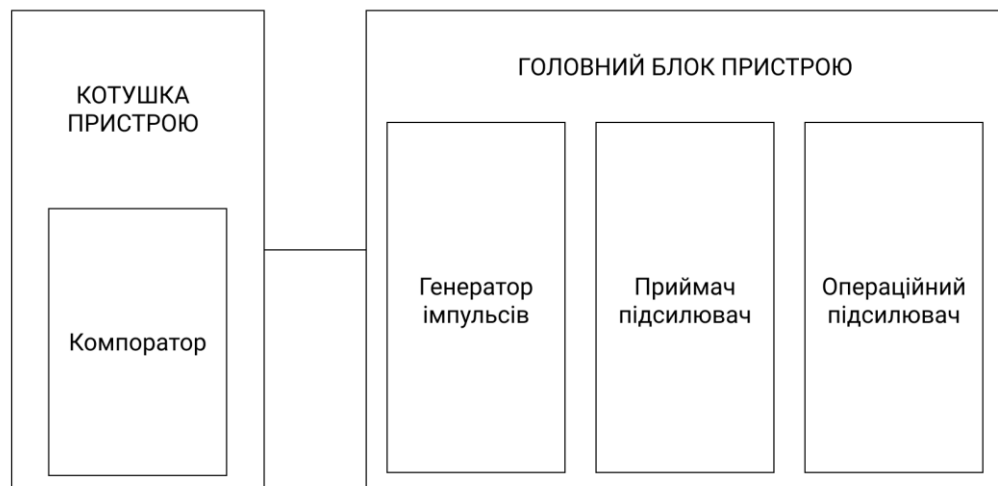 КОТУШКА
ПРИСТРОЮ
Компоратор
ГОЛОВНИЙ БЛОК ПРИСТРОЮ
Генератор
імпульсів
Приймач
підсилювач
Операційний
підсилювач